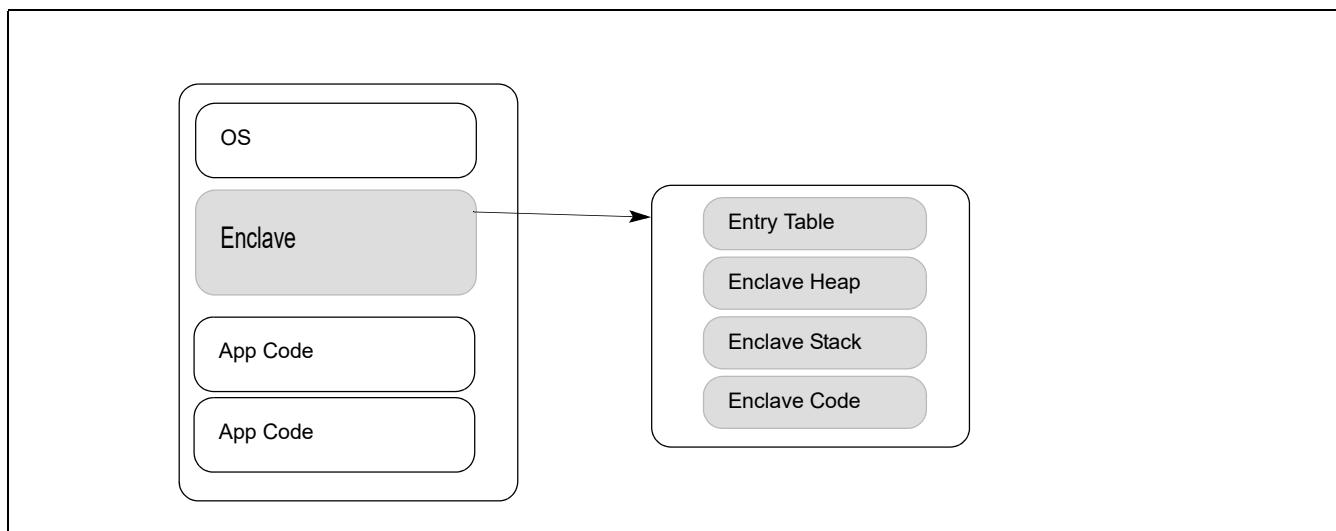 OS
Enclave
App Code
App Code
Entry Table
Enclave Heap
Enclave Stack
Enclave Code